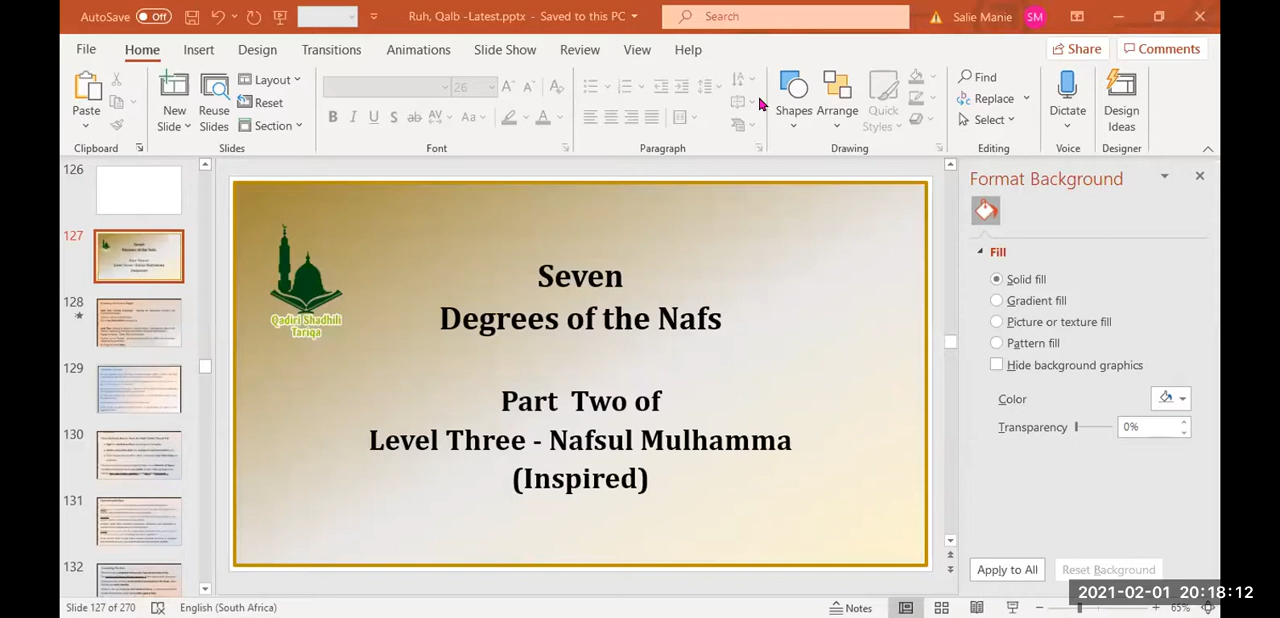 AutoSave Off Ruh, Qalb -Latest.pptx - Saved to this PC Search Salie Manie SM
File Home Insert Design Transitions Animations Slide Show Review View Help Share Comments
Paste New Slide Reuse Slides Layout Reset Section 26 Shapes Arrange Quick Styles Find Replace Select Dictate Design Ideas
Clipboard Slides Font Paragraph Drawing Editing Voice Designer
126
127
128
129
130
131
132
Qadiri Shadhili
Tariqa
Seven
Degrees of the Nafs
Part Two of
Level Three - Nafsul Mulhamma
(Inspired)
Format Background
Fill
Solid fill
Gradient fill
Picture or texture fill
Pattern fill
Hide background graphics
Color
Transparency 0%
Apply to All Reset Background
2021-02-01 20:18:12
Slide 127 of 270 English (South Africa) Notes 65%